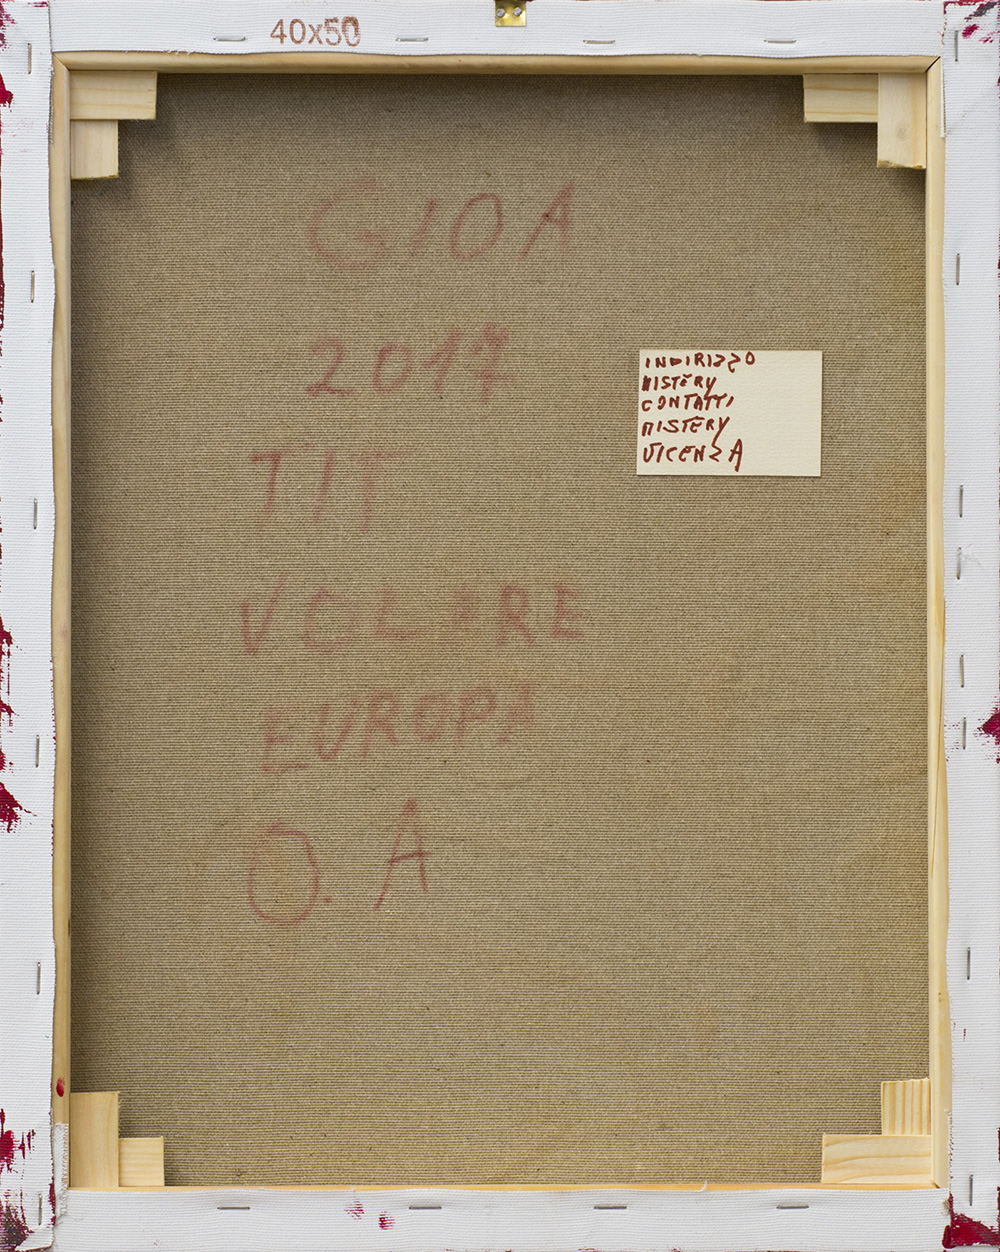 40x50
GIOA
2017
TIT
VOLARE
EUROPA
O. A
INDIRIZZO
MISTERY
CONTATTI
MISTERY
VICENZA